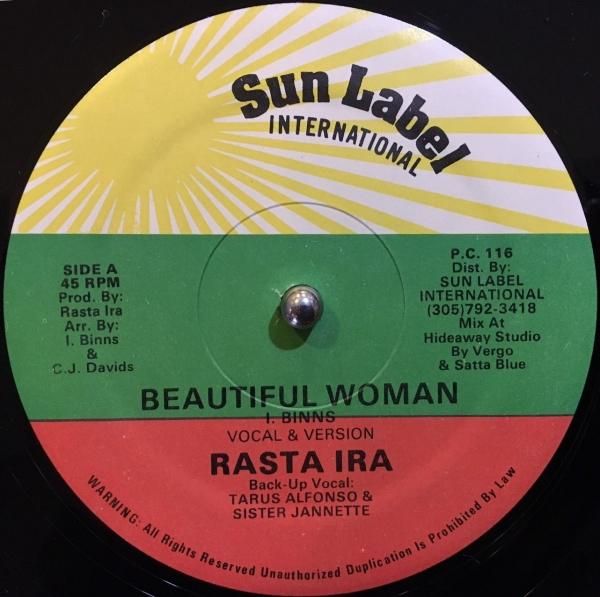 Sun Label
INTERNATIONAL
SIDE A
45 RPM
Prod. By:
Rasta Ira
Arr. By:
I. Binns
&
C.J. Davids
P.C. 116
Dist. By:
SUN LABEL
INTERNATIONAL
(305)792-3418
Mix At
Hideaway Studio
By Vergo
& Satta Blue
BEAUTIFUL WOMAN
I. BINNS
VOCAL & VERSION
RASTA IRA
Back-Up Vocal:
TARUS ALFONSO &
SISTER JANNETTE
WARNING: All Rights Reserved Unauthorized Duplication Is Prohibited By Law